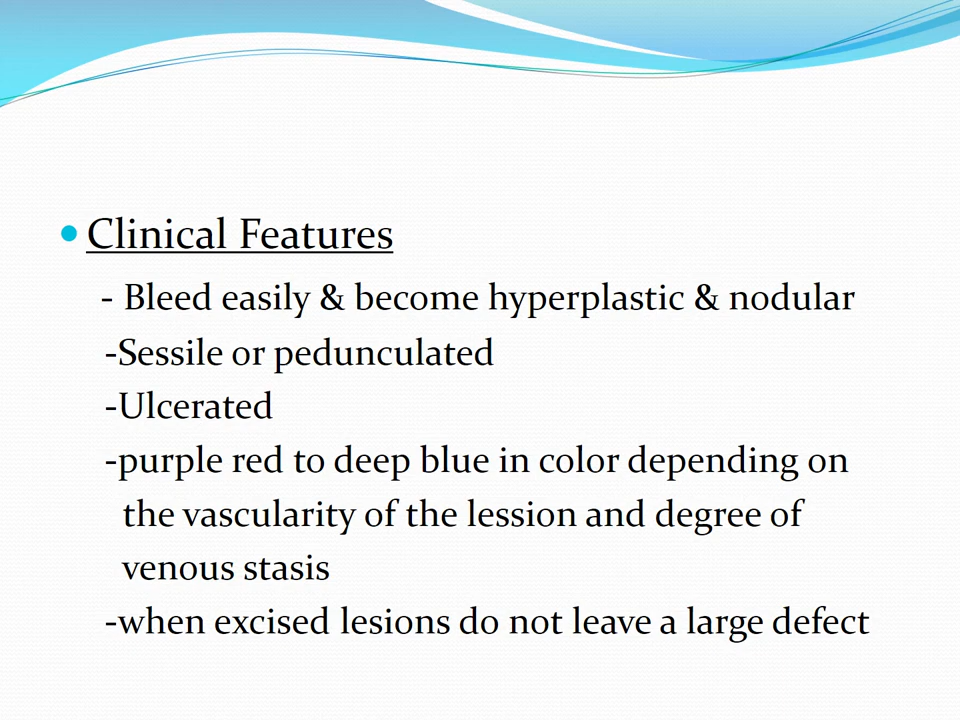 • Clinical Features
- Bleed easily & become hyperplastic & nodular
-Sessile or pedunculated
-Ulcerated
-purple red to deep blue in color depending on
the vascularity of the lession and degree of
venous stasis
-when excised lesions do not leave a large defect